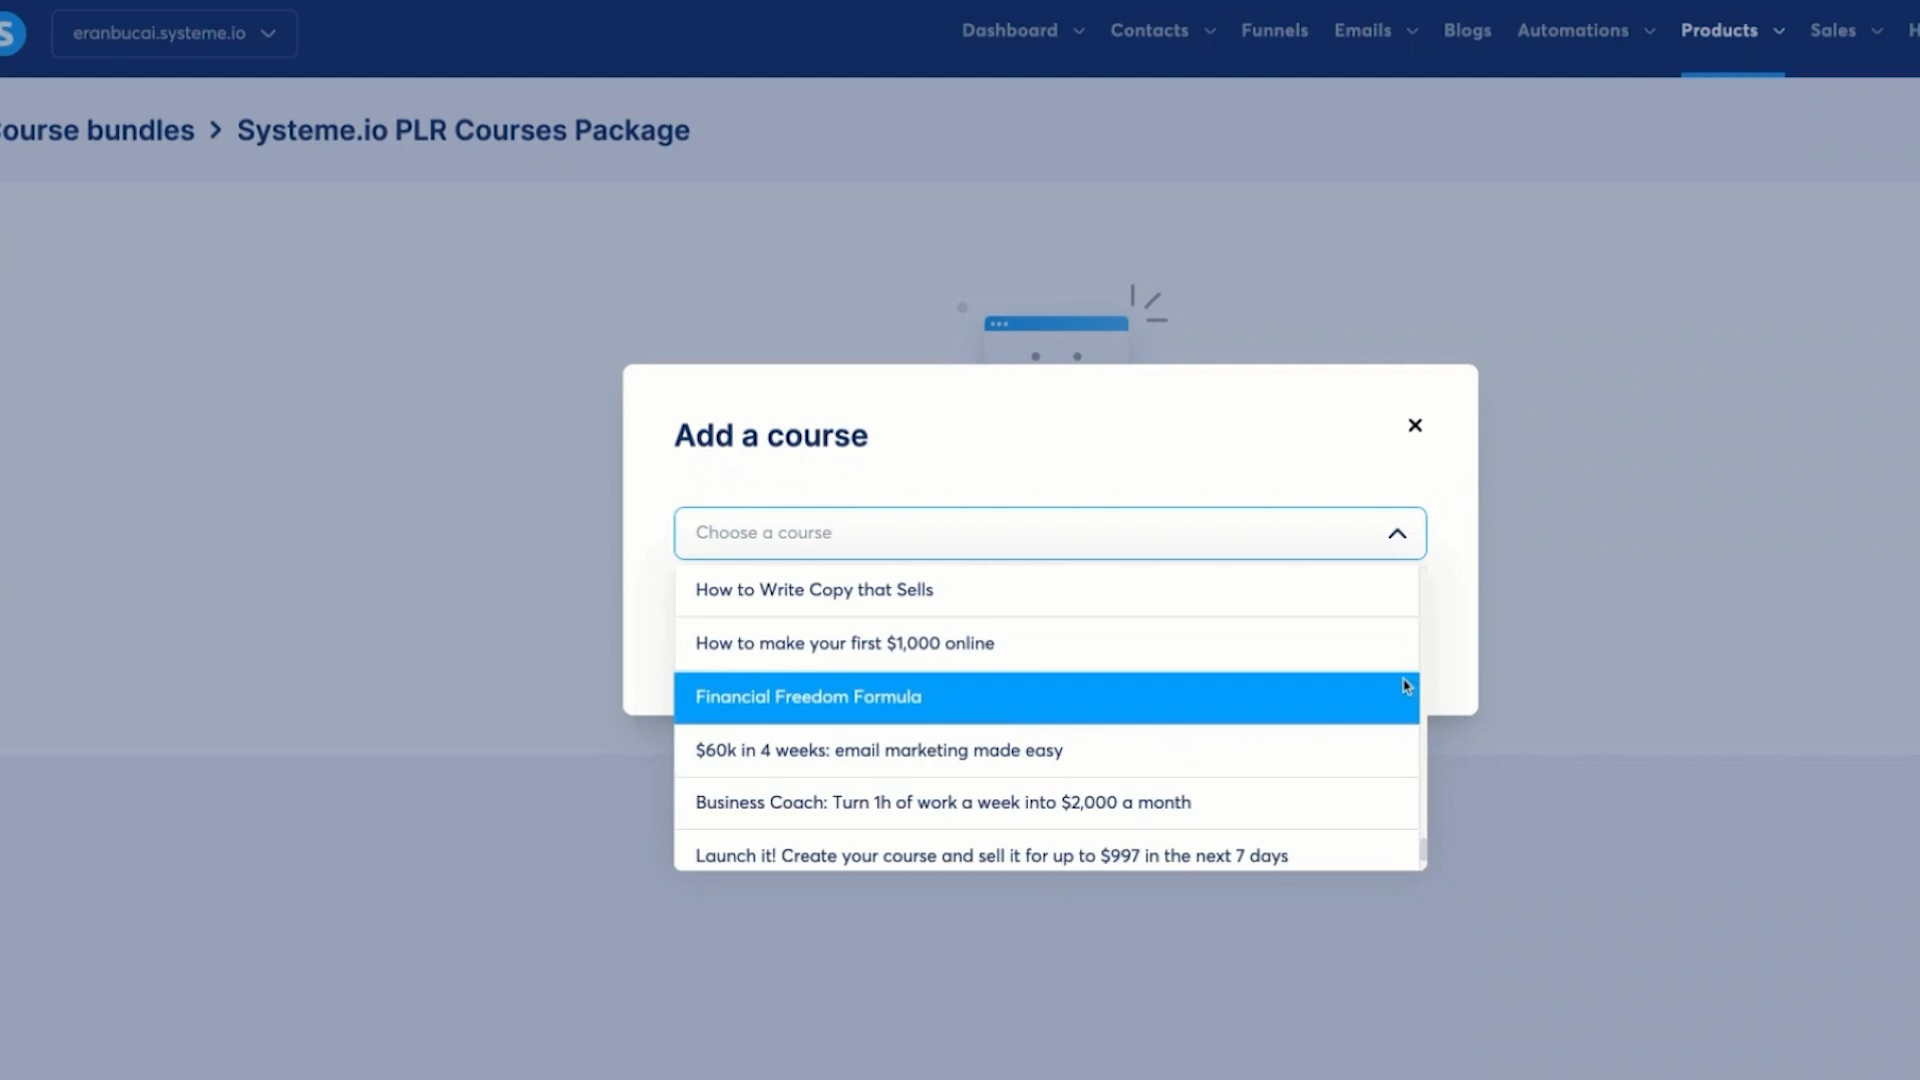 S
eranbucai.systeme.io
Dashboard Contacts Funnels Emails Blogs Automations Products Sales H
ourse bundles > Systeme.io PLR Courses Package
Add a course
Choose a course
How to Write Copy that Sells
How to make your first $1,000 online
Financial Freedom Formula
$60k in 4 weeks: email marketing made easy
Business Coach: Turn 1h of work a week into $2,000 a month
Launch it! Create your course and sell it for up to $997 in the next 7 days